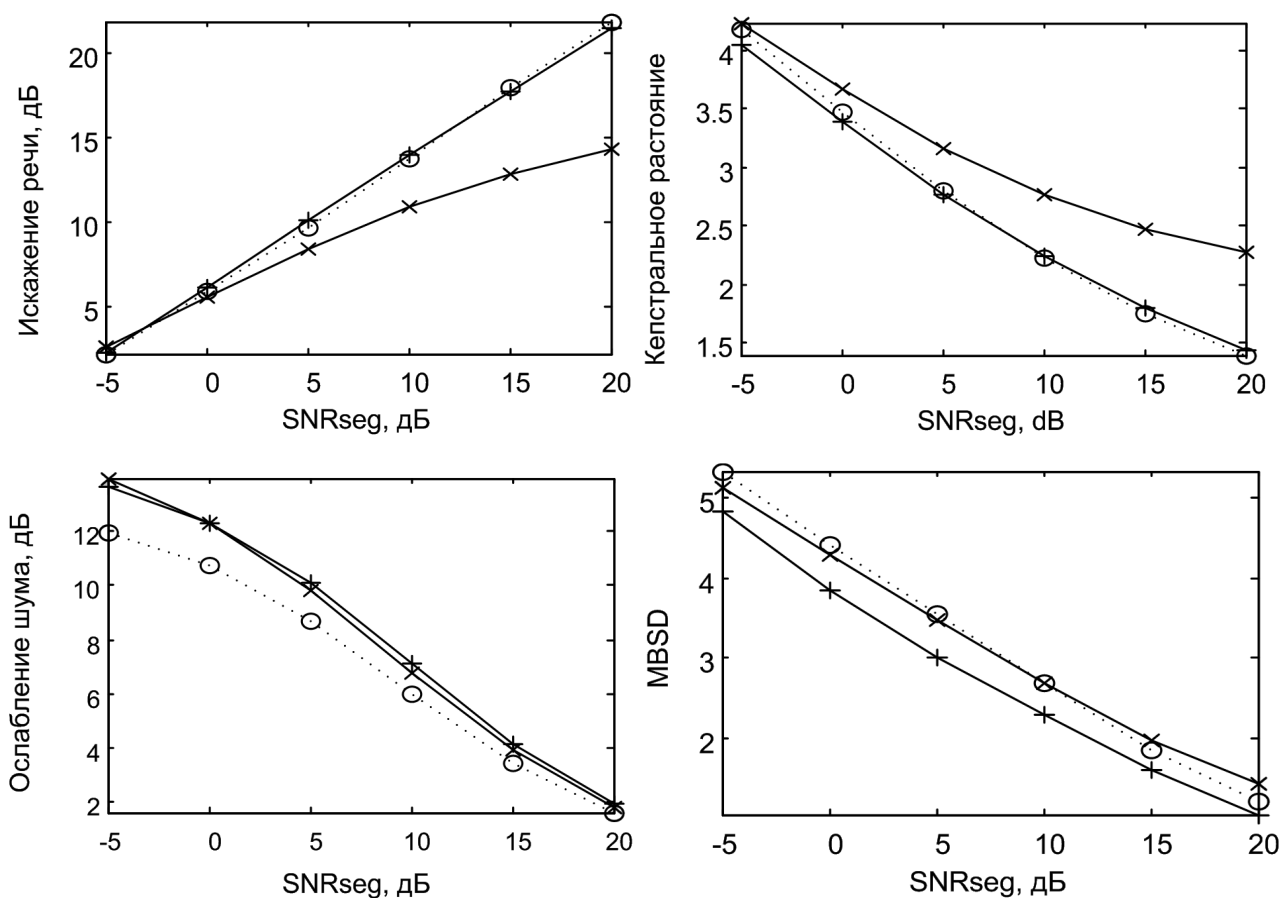 Искажение речи, дБ
20
15
10
5
-5 0 5 10 15 20
SNRseg, дБ
Кепстральное растояние
4
3.5
3
2.5
2
1.5
-5 0 5 10 15 20
SNRseg, dB
Ослабление шума, дБ
12
10
8
6
4
2
-5 0 5 10 15 20
SNRseg, дБ
MBSD
5
4
3
2
-5 0 5 10 15 20
SNRseg, дБ